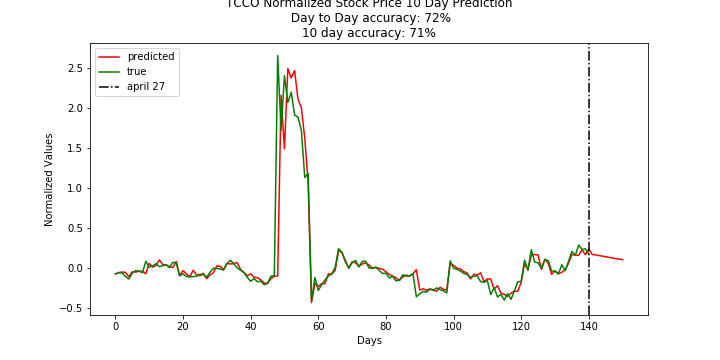 TCCO Normalized Stock Price 10 Day Prediction
Day to Day accuracy: 72%
10 day accuracy: 71%
predicted
true
april 27
Normalized Values
2.5
2.0
1.5
1.0
0.5
0.0
−0.5
0
20
40
60
80
100
120
140
Days